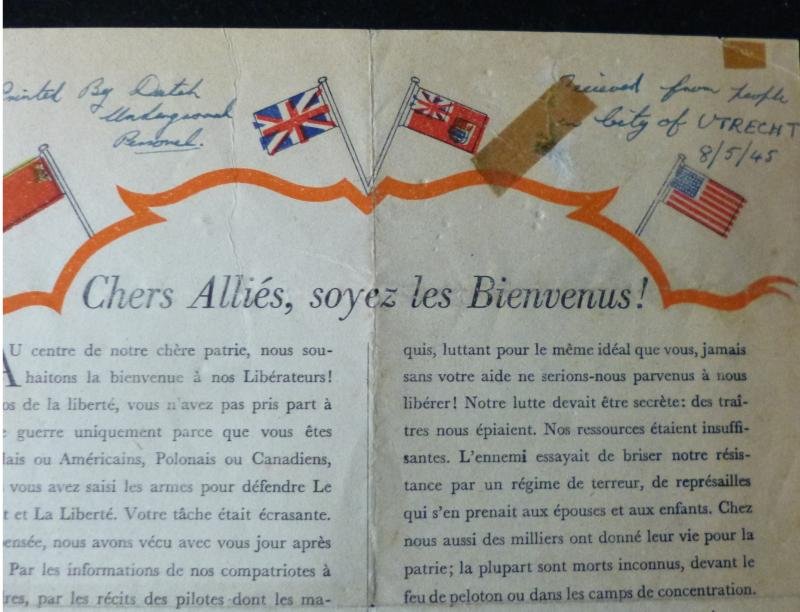 Printed By Dutch
Underground
Personel.
Recieved from people
in City of UTRECHT
8/5/45
Chers Alliés, soyez les Bienvenus!
AU centre de notre chère patrie, nous sou-
haitons la bienvenue à nos Libérateurs!
os de la liberté, vous n'avez pas pris part à
e guerre uniquement parce que vous êtes
lais ou Américains, Polonais ou Canadiens,
vous avez saisi les armes pour défendre Le
t et La Liberté. Votre tâche était écrasante.
ensée, nous avons vécu avec vous jour après
Par les informations de nos compatriotes à
res, par les récits des pilotes dont les ma-
quis, luttant pour le même idéal que vous, jamais
sans votre aide ne serions-nous parvenus à nous
libérer! Notre lutte devait être secrète: des traî-
tres nous épiaient. Nos ressources étaient insuffi-
santes. L'ennemi essayait de briser notre résis-
tance par un régime de terreur, de représailles
qui s'en prenait aux épouses et aux enfants. Chez
nous aussi des milliers ont donné leur vie pour la
patrie; la plupart sont morts inconnus, devant le
feu de peloton ou dans les camps de concentration.